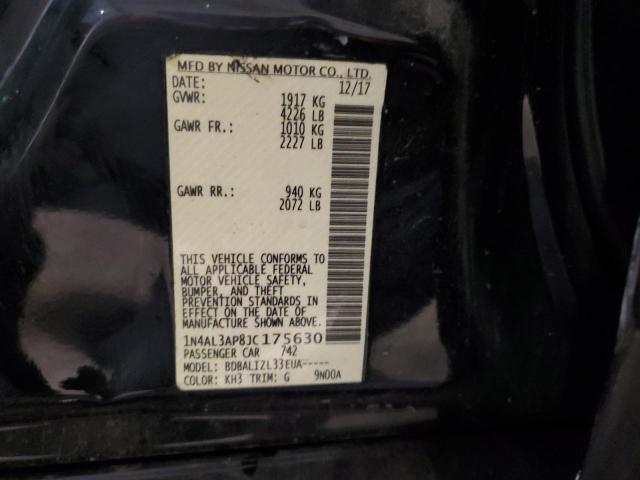 MFD BY NISSAN MOTOR CO., LTD.
DATE: 12/17
GVWR: 1917 KG
4226 LB
GAWR FR.: 1010 KG
2227 LB
GAWR RR.: 940 KG
2072 LB
THIS VEHICLE CONFORMS TO
ALL APPLICABLE FEDERAL
MOTOR VEHICLE SAFETY,
BUMPER, AND THEFT
PREVENTION STANDARDS IN
EFFECT ON THE DATE OF
MANUFACTURE SHOWN ABOVE.
1N4AL3AP8JC175630
PASSENGER CAR 742
MODEL: BDBALIZL33EUA-----
COLOR: KH3 TRIM: G 9N00A